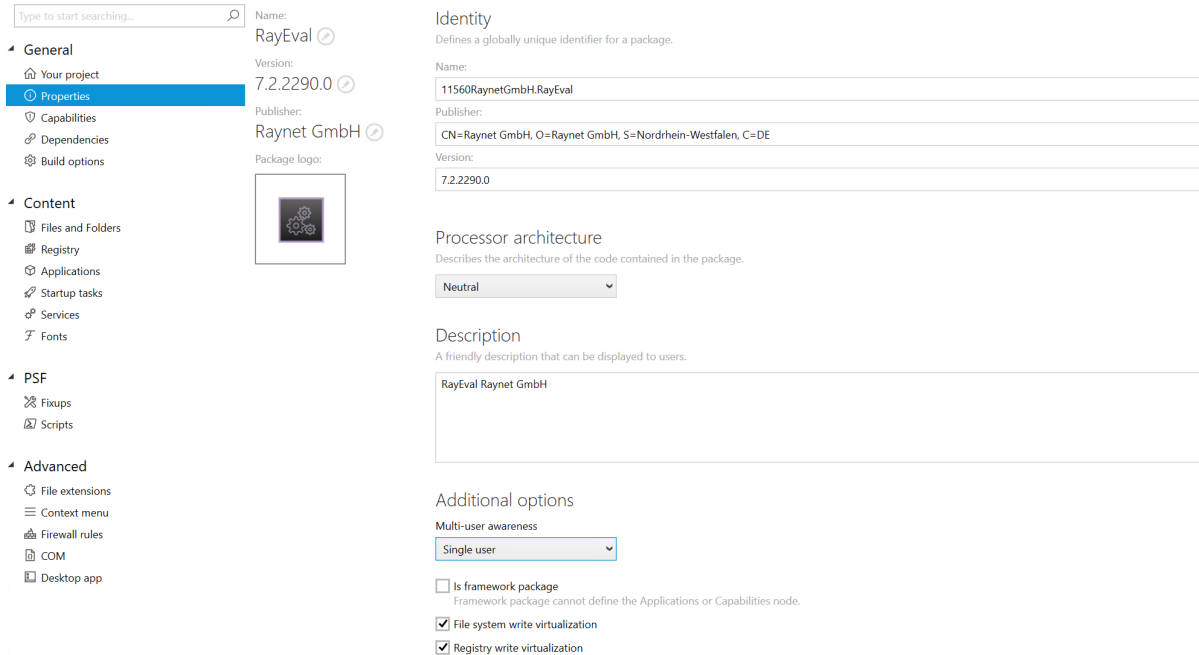 Type to start searching...
General
Your project
Properties
Capabilities
Dependencies
Build options
Content
Files and Folders
Registry
Applications
Startup tasks
Services
Fonts
PSF
Fixups
Scripts
Advanced
File extensions
Context menu
Firewall rules
COM
Desktop app
Name:
RayEval
Version:
7.2.2290.0
Publisher:
Raynet GmbH
Package logo:
Identity
Defines a globally unique identifier for a package.
Name:
11560RaynetGmbH.RayEval
Publisher:
CN=Raynet GmbH, O=Raynet GmbH, S=Nordrhein-Westfalen, C=DE
Version:
7.2.2290.0
Processor architecture
Describes the architecture of the code contained in the package.
Neutral
Description
A friendly description that can be displayed to users.
RayEval Raynet GmbH
Additional options
Multi-user awareness
Single user
Is framework package
Framework package cannot define the Applications or Capabilities node.
File system write virtualization
Registry write virtualization